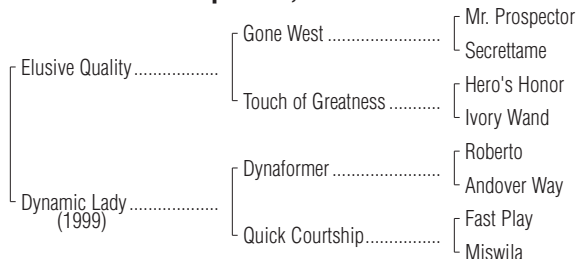 Mr. Prospector
Gone West ........................
Secrettame
Elusive Quality..................
Hero's Honor
Touch of Greatness ...........
Ivory Wand
Roberto
Dynaformer .......................
Andover Way
Dynamic Lady...................
(1999)
Fast Play
Quick Courtship................
Miswila